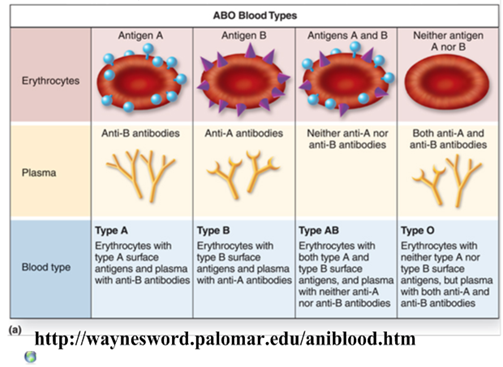 ABO Blood Types
Antigen A
Antigen B
Antigens A and B
Neither antigen
A nor B
Erythrocytes
Anti-B antibodies
Anti-A antibodies
Neither anti-A nor
anti-B antibodies
Both anti-A and
anti-B antibodies
Plasma
Blood type
Type A
Erythrocytes with
type A surface
antigens and plasma
with anti-B antibodies
Type B
Erythrocytes with
type B surface
antigens and plasma
with anti-A antibodies
Type AB
Erythrocytes with
both type A and
type B surface
antigens, and plasma
with neither anti-A
nor anti-B antibodies
Type O
Erythrocytes with
neither type A nor
type B surface
antigens, but plasma
with both anti-A and
anti-B antibodies
(a)
http://waynesword.palomar.edu/aniblood.htm